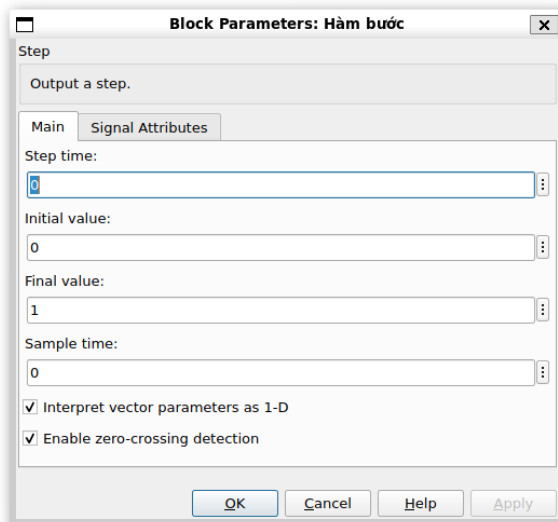 Block Parameters: Hàm bước
Step
Output a step.
Main Signal Attributes
Step time:
0
Initial value:
0
Final value:
1
Sample time:
0
Interpret vector parameters as 1-D
Enable zero-crossing detection
OK Cancel Help Apply